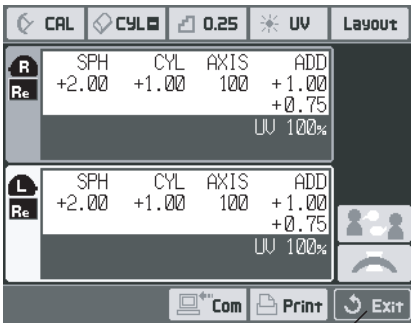 CAL CYL 0.25 UV Layout
R SPH CYL AXIS ADD
Re +2.00 +1.00 100 +1.00
+0.75
UV 100%
L SPH CYL AXIS ADD
Re +2.00 +1.00 100 +1.00
+0.75
UV 100%
Com Print Exit